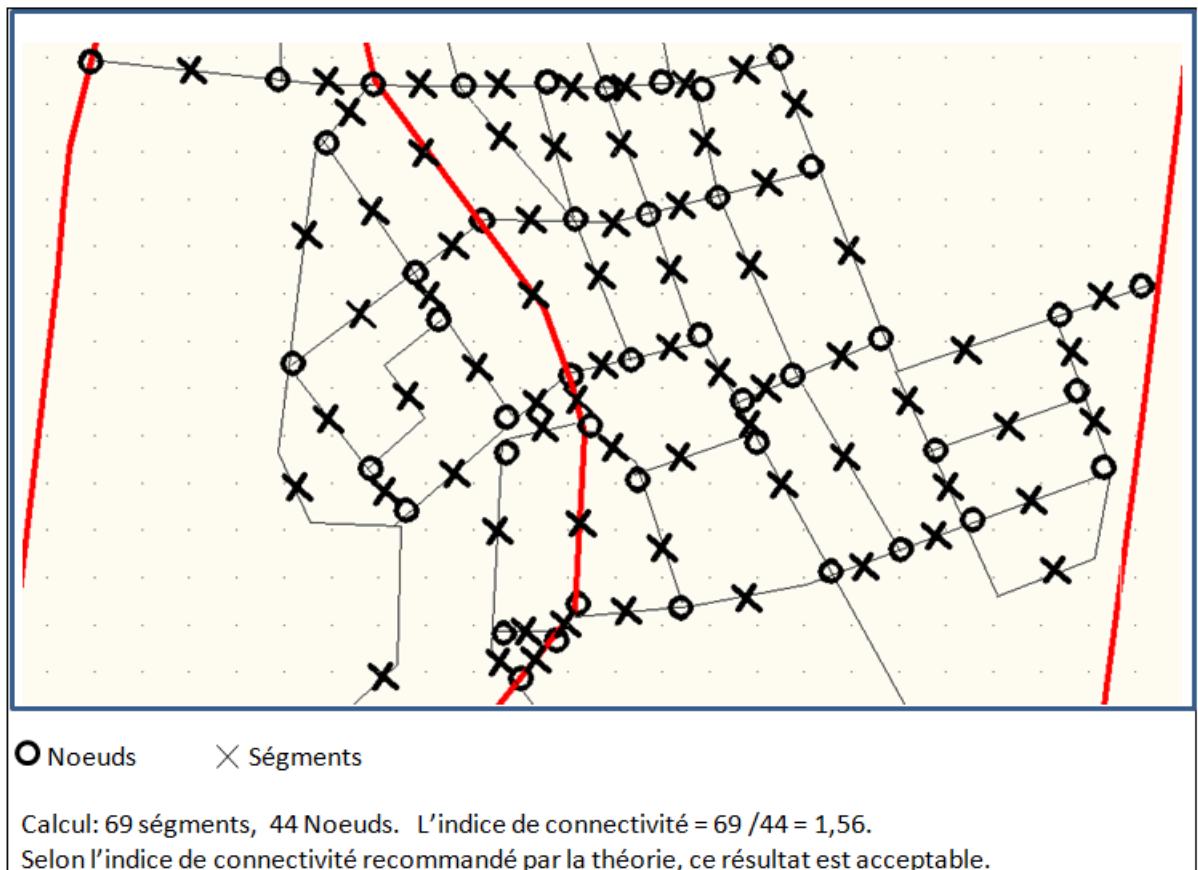 Noeuds Ségments
Calcul: 69 ségments, 44 Noeuds. L'indice de connectivité = 69 /44 = 1,56.
Selon l'indice de connectivité recommandé par la théorie, ce résultat est acceptable.